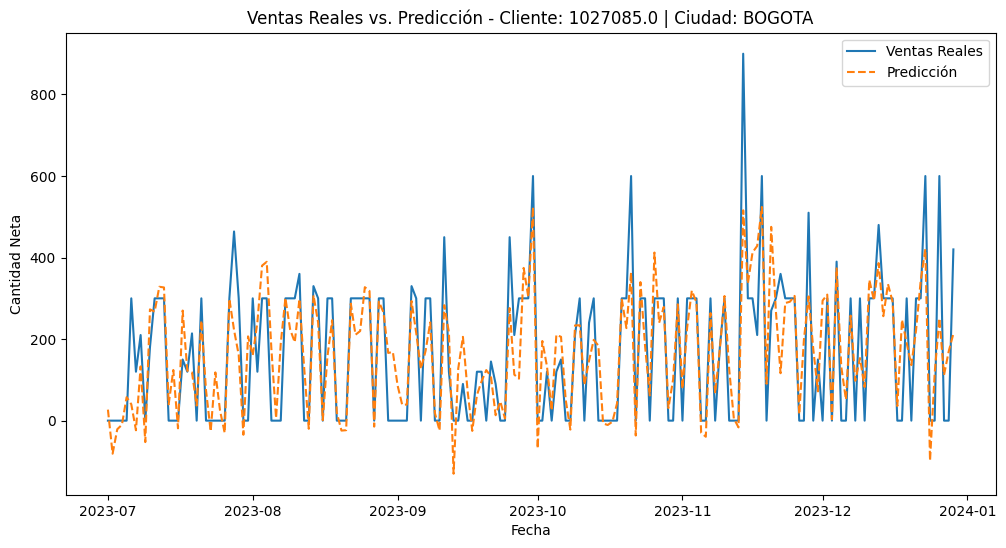 Ventas Reales vs. Predicción - Cliente: 1027085.0 | Ciudad: BOGOTA
Ventas Reales
Predicción
Cantidad Neta
800
600
400
200
0
2023-07
2023-08
2023-09
2023-10
2023-11
2023-12
2024-01
Fecha